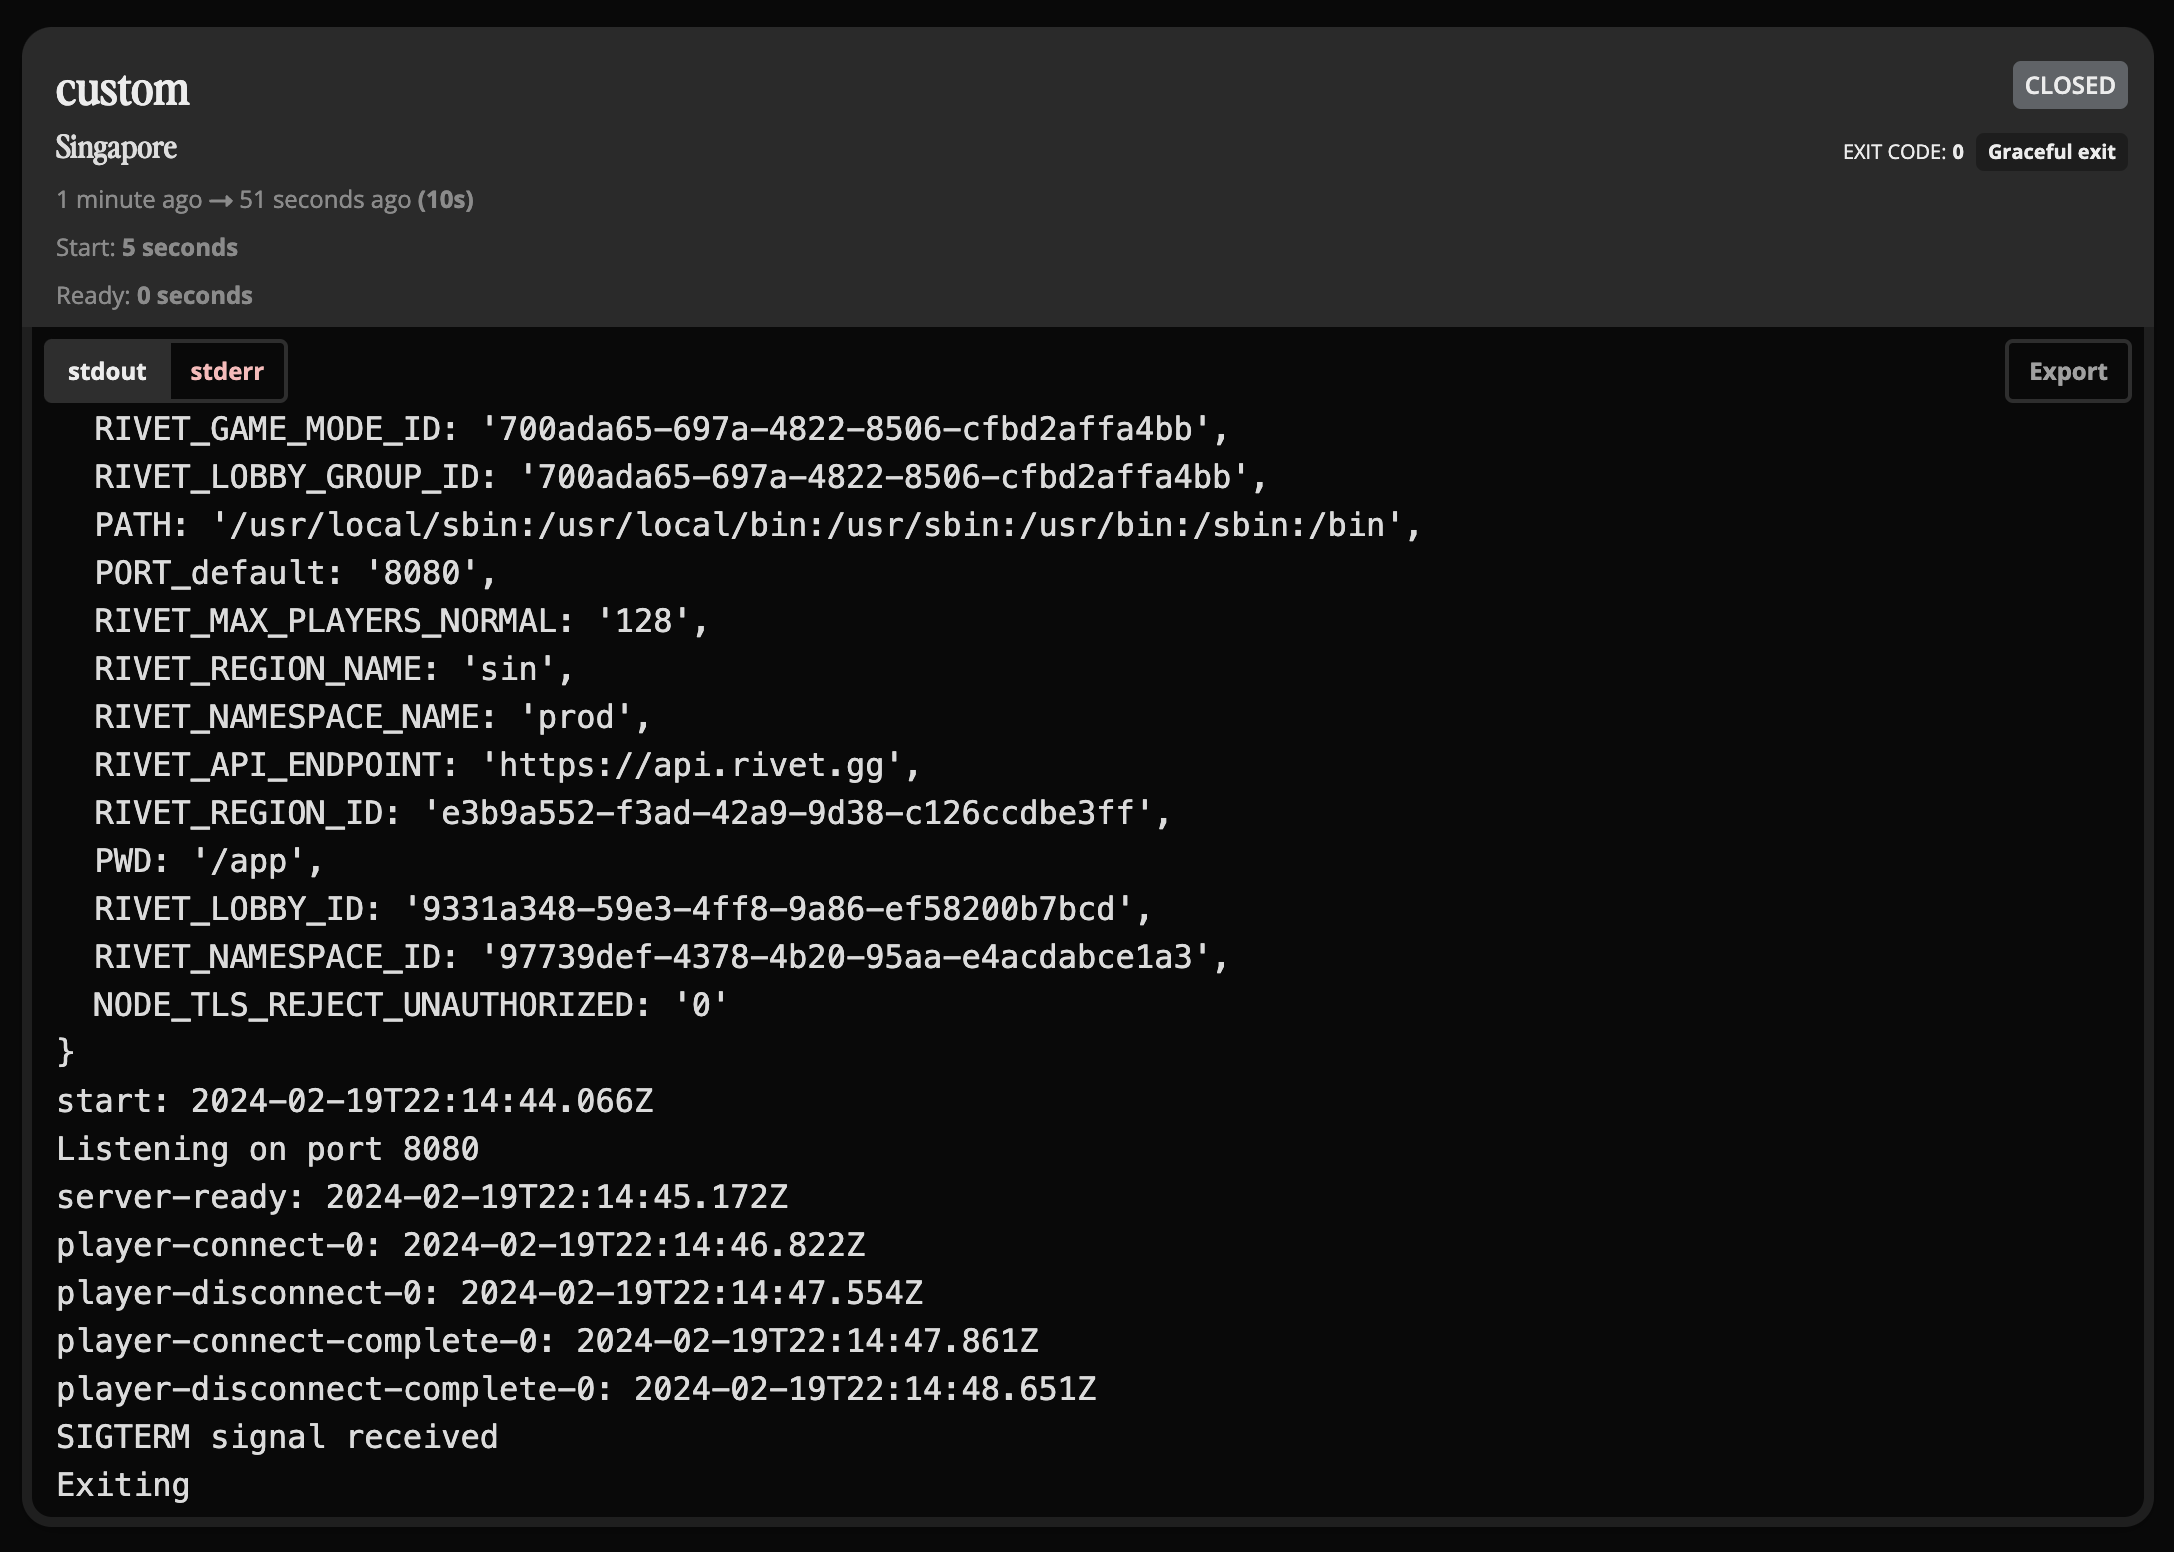 custom
CLOSED
Singapore
EXIT CODE: 0 Graceful exit
1 minute ago → 51 seconds ago (10s)
Start: 5 seconds
Ready: 0 seconds
stdout stderr Export
RIVET_GAME_MODE_ID: '700ada65-697a-4822-8506-cfbd2affa4bb',
RIVET_LOBBY_GROUP_ID: '700ada65-697a-4822-8506-cfbd2affa4bb',
PATH: '/usr/local/sbin:/usr/local/bin:/usr/sbin:/usr/bin:/sbin:/bin',
PORT_default: '8080',
RIVET_MAX_PLAYERS_NORMAL: '128',
RIVET_REGION_NAME: 'sin',
RIVET_NAMESPACE_NAME: 'prod',
RIVET_API_ENDPOINT: 'https://api.rivet.gg',
RIVET_REGION_ID: 'e3b9a552-f3ad-42a9-9d38-c126ccdbe3ff',
PWD: '/app',
RIVET_LOBBY_ID: '9331a348-59e3-4ff8-9a86-ef58200b7bcd',
RIVET_NAMESPACE_ID: '97739def-4378-4b20-95aa-e4acdabce1a3',
NODE_TLS_REJECT_UNAUTHORIZED: '0'
}
start: 2024-02-19T22:14:44.066Z
Listening on port 8080
server-ready: 2024-02-19T22:14:45.172Z
player-connect-0: 2024-02-19T22:14:46.822Z
player-disconnect-0: 2024-02-19T22:14:47.554Z
player-connect-complete-0: 2024-02-19T22:14:47.861Z
player-disconnect-complete-0: 2024-02-19T22:14:48.651Z
SIGTERM signal received
Exiting